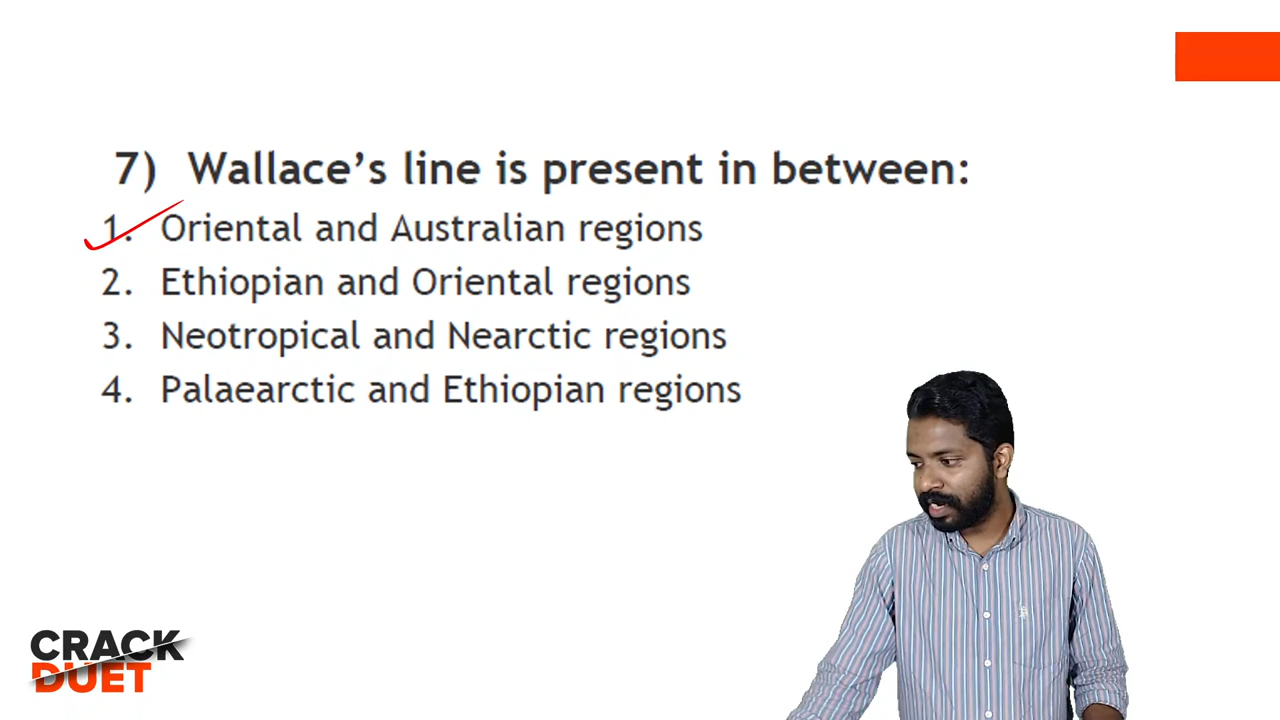 7) Wallace’s line is present in between:
1. Oriental and Australian regions
2. Ethiopian and Oriental regions
3. Neotropical and Nearctic regions
4. Palaearctic and Ethiopian regions
CRACK
DUET